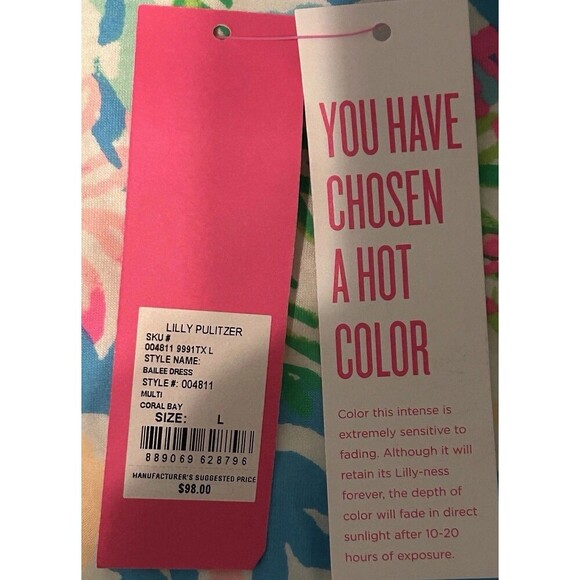 LILLY PULITZER
SKU #
004811 9991TX L
STYLE NAME:
BAILEE DRESS
STYLE #: 004811
MULTI
CORAL BAY
SIZE: L
889069 628796
MANUFACTURER'S SUGGESTED PRICE
$98.00
YOU HAVE
CHOSEN
A HOT
COLOR
Color this intense is
extremely sensitive to
fading. Although it will
retain its Lilly-ness
forever, the depth of
color will fade in direct
sunlight after 10-20
hours of exposure.